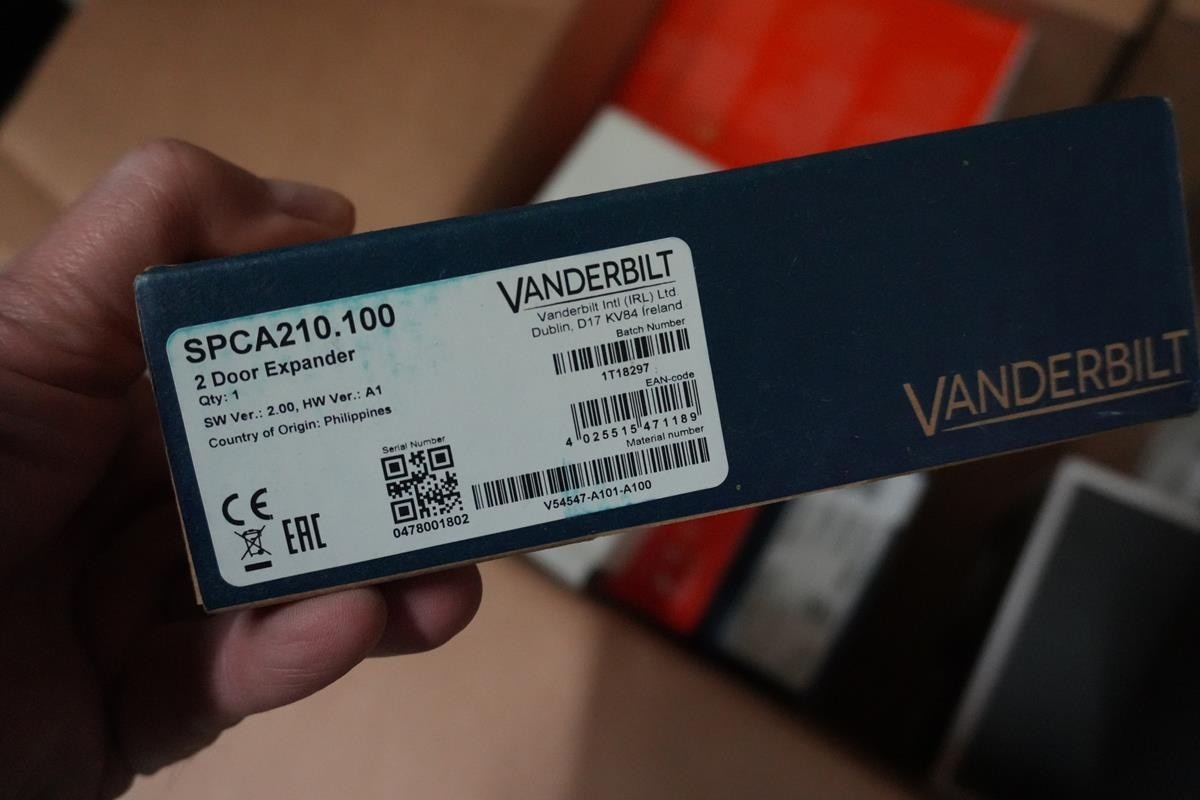 SPCA210.100
2 Door Expander
Qty: 1
SW Ver.: 2.00, HW Ver.: A1
Country of Origin: Philippines
CE
EAC
Serial Number
0478001802
VANDERBILT
Vanderbilt Intl (IRL) Ltd.
Dublin, D17 KV84 Ireland
Batch Number
1T18297
EAN-code
4 025515 471189
Material number
V54547-A101-A100
VANDERBILT